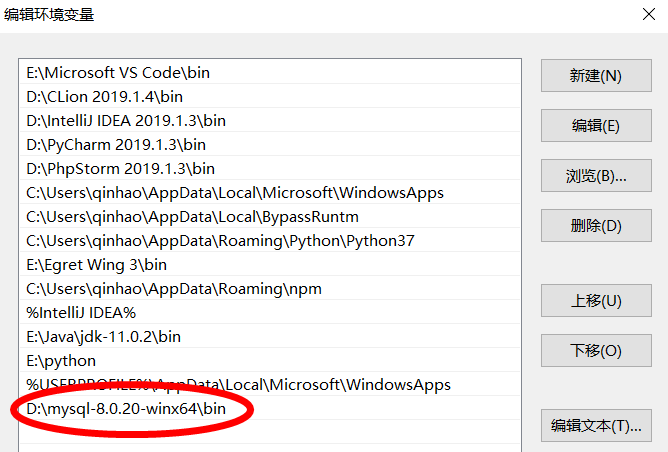 编辑环境变量
E:\Microsoft VS Code\bin
D:\CLion 2019.1.4\bin
D:\IntelliJ IDEA 2019.1.3\bin
D:\PyCharm 2019.1.3\bin
D:\PhpStorm 2019.1.3\bin
C:\Users\qinhao\AppData\Local\Microsoft\WindowsApps
C:\Users\qinhao\AppData\Local\BypassRuntm
C:\Users\qinhao\AppData\Roaming\Python\Python37
E:\Egret Wing 3\bin
C:\Users\qinhao\AppData\Roaming\npm
%IntelliJ IDEA%
E:\Java\jdk-11.0.2\bin
E:\python
%USERPROFILE%\AppData\Local\Microsoft\WindowsApps
D:\mysql-8.0.20-winx64\bin
新建(N)
编辑(E)
浏览(B)...
删除(D)
上移(U)
下移(O)
编辑文本(T)...